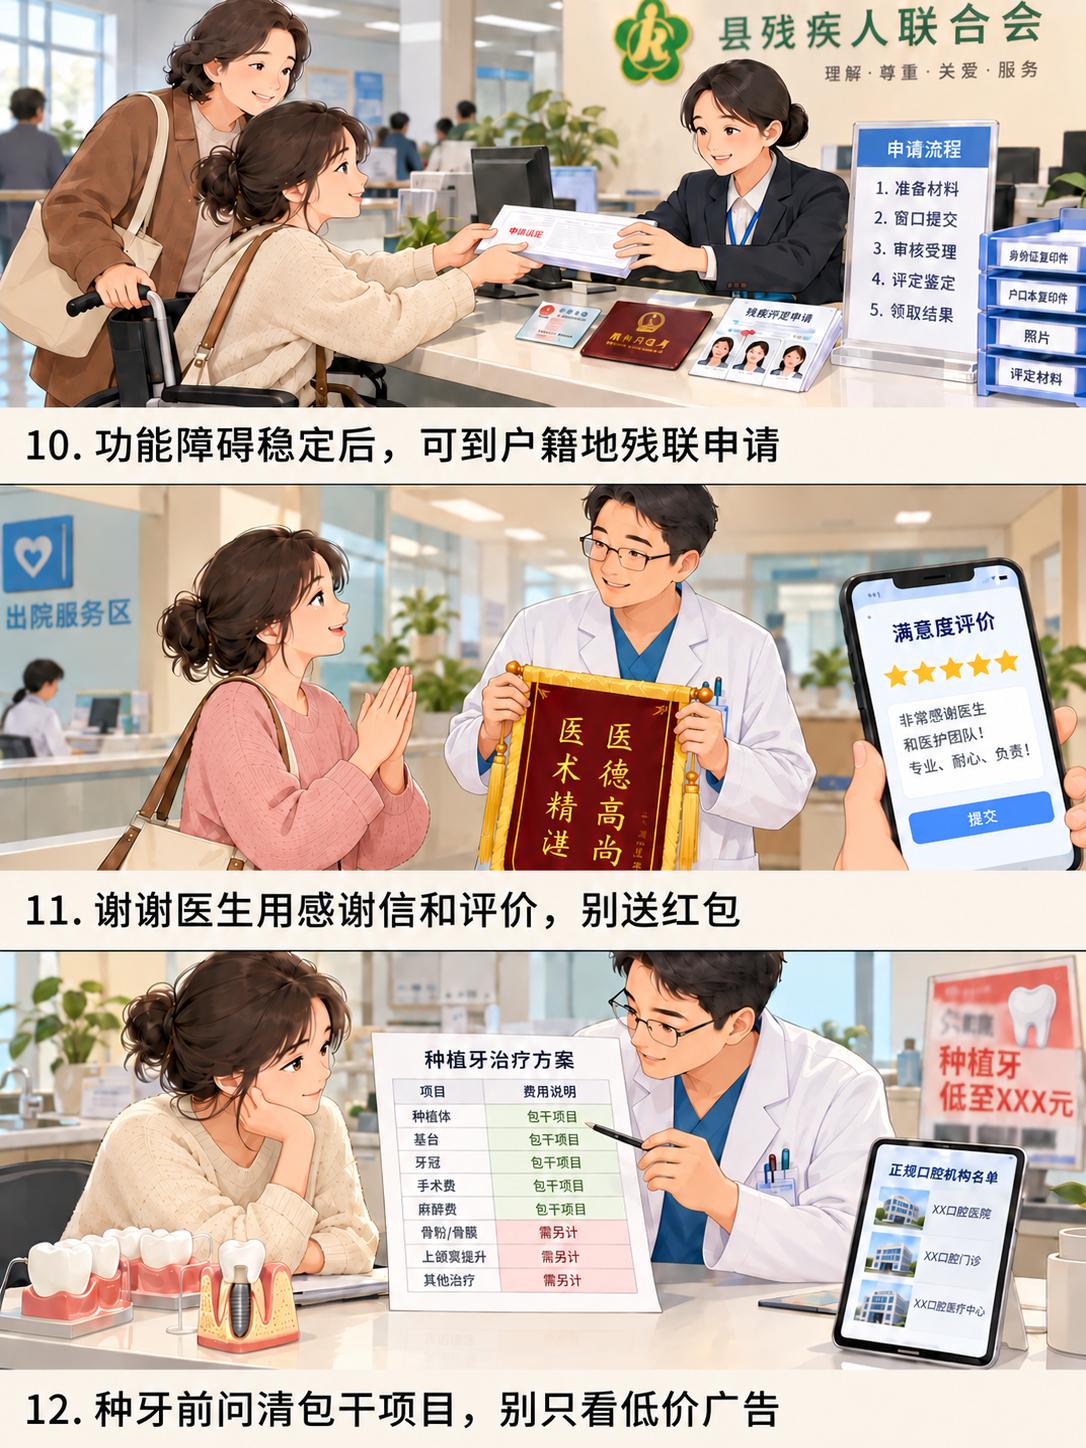 县残疾人联合会
理解·尊重·关爱·服务
申请流程
1. 准备材料
2. 窗口提交
3. 审核受理
4. 评定鉴定
5. 领取结果
身份证复印件
户口本复印件
照片
评定材料
残疾评定申请
10. 功能障碍稳定后，可到户籍地残联申请
出院服务区
医德高尚
医术精湛
满意度评价
非常感谢医生
和医护团队！
专业、耐心、负责！
提交
11. 谢谢医生用感谢信和评价，别送红包
种植牙治疗方案
项目 费用说明
种植体 包干项目
基台 包干项目
牙冠 包干项目
手术费 包干项目
麻醉费 包干项目
骨粉/骨膜 需另计
上颌窦提升 需另计
其他治疗 需另计
种植牙
低至XXX元
正规口腔机构名单
XX口腔医院
XX口腔门诊
XX口腔医疗中心
12. 种牙前问清包干项目，别只看低价广告